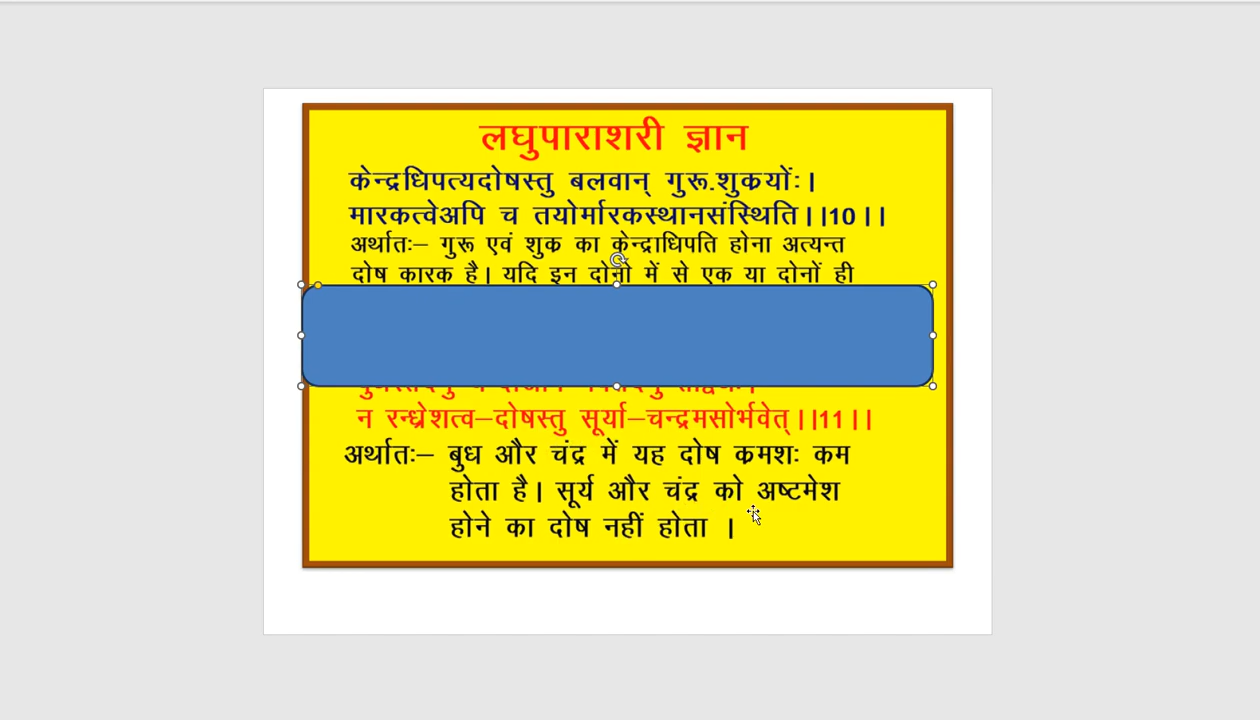 लघुपाराशरी ज्ञान
केन्द्रधिपत्यदोषस्तु बलवान् गुरू.शुकयोंः।
मारकत्वेअपि च तयोर्मारकस्थानसंस्थिति।।10।।
अर्थातः– गुरू एवं शुक का केन्द्राधिपति होना अत्यन्त
दोष कारक है। यदि इन दोनो में से एक या दोनों ही
न रन्ध्रेशत्व–दोषस्तु सूर्या–चन्द्रमसोर्भवेत्।।11।।
अर्थातः– बुध और चंद्र में यह दोष कमशः कम
होता है। सूर्य और चंद्र को अष्टमेश
होने का दोष नहीं होता ।